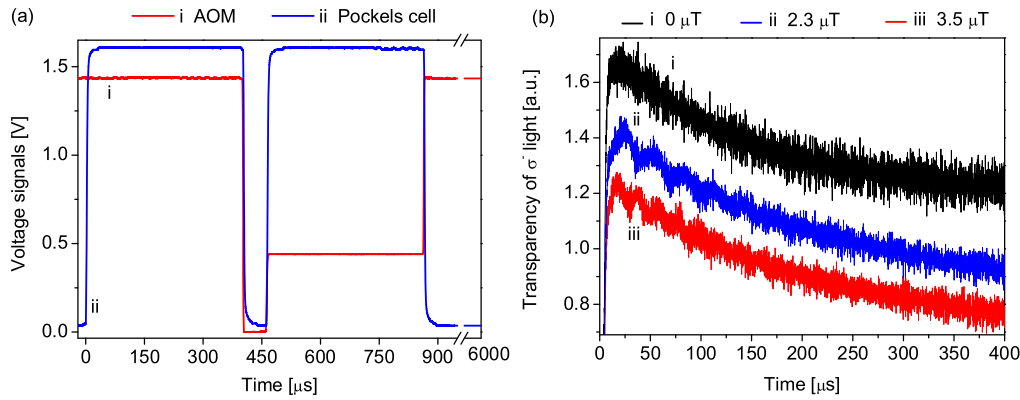 (a)
i AOM
ii Pockels cell
Voltage signals [V]
1.5
1.0
0.5
0.0
i
ii
0
150
300
450
600
750
900
6000
Time [μs]
(b)
i 0 μT
ii 2.3 μT
iii 3.5 μT
Transparency of σ⁻ light [a.u.]
1.6
1.4
1.2
1.0
0.8
i
ii
iii
0
50
100
150
200
250
300
350
400
Time [μs]